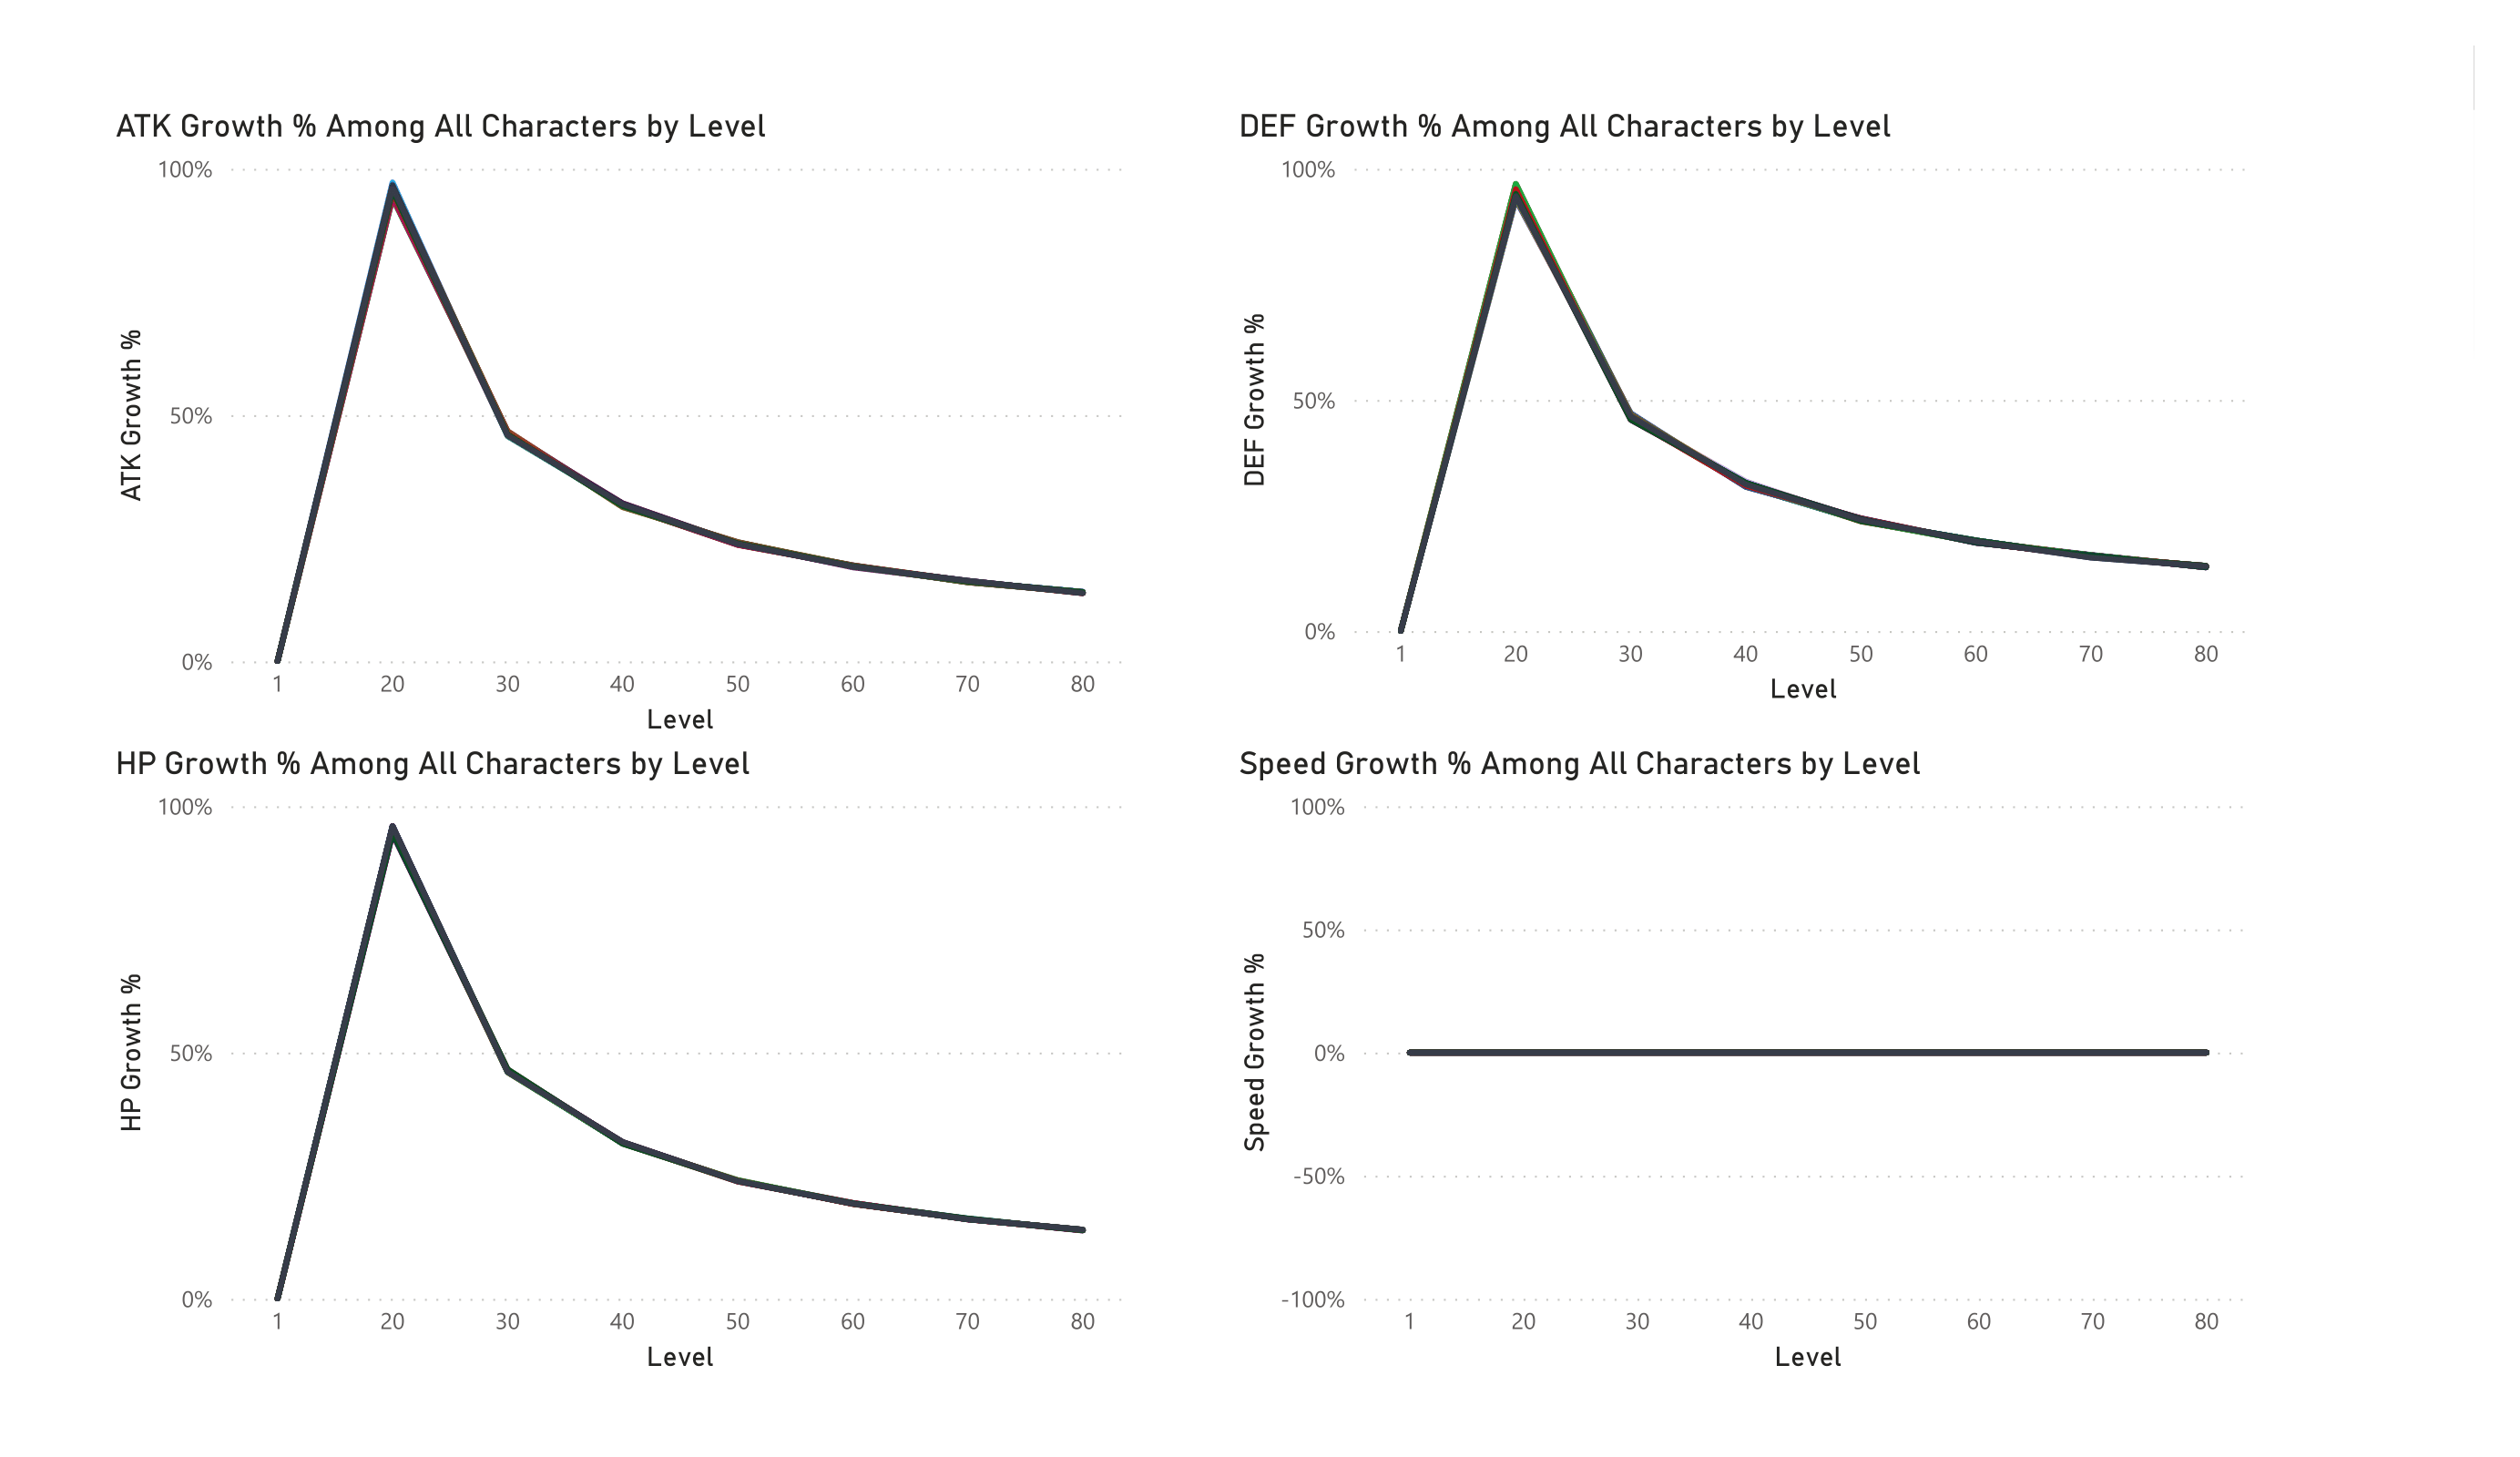 ATK Growth % Among All Characters by Level
100%
50%
0%
ATK Growth %
1 20 30 40 50 60 70 80
Level
DEF Growth % Among All Characters by Level
100%
50%
0%
DEF Growth %
1 20 30 40 50 60 70 80
Level
HP Growth % Among All Characters by Level
100%
50%
0%
HP Growth %
1 20 30 40 50 60 70 80
Level
Speed Growth % Among All Characters by Level
100%
50%
0%
-50%
-100%
Speed Growth %
1 20 30 40 50 60 70 80
Level